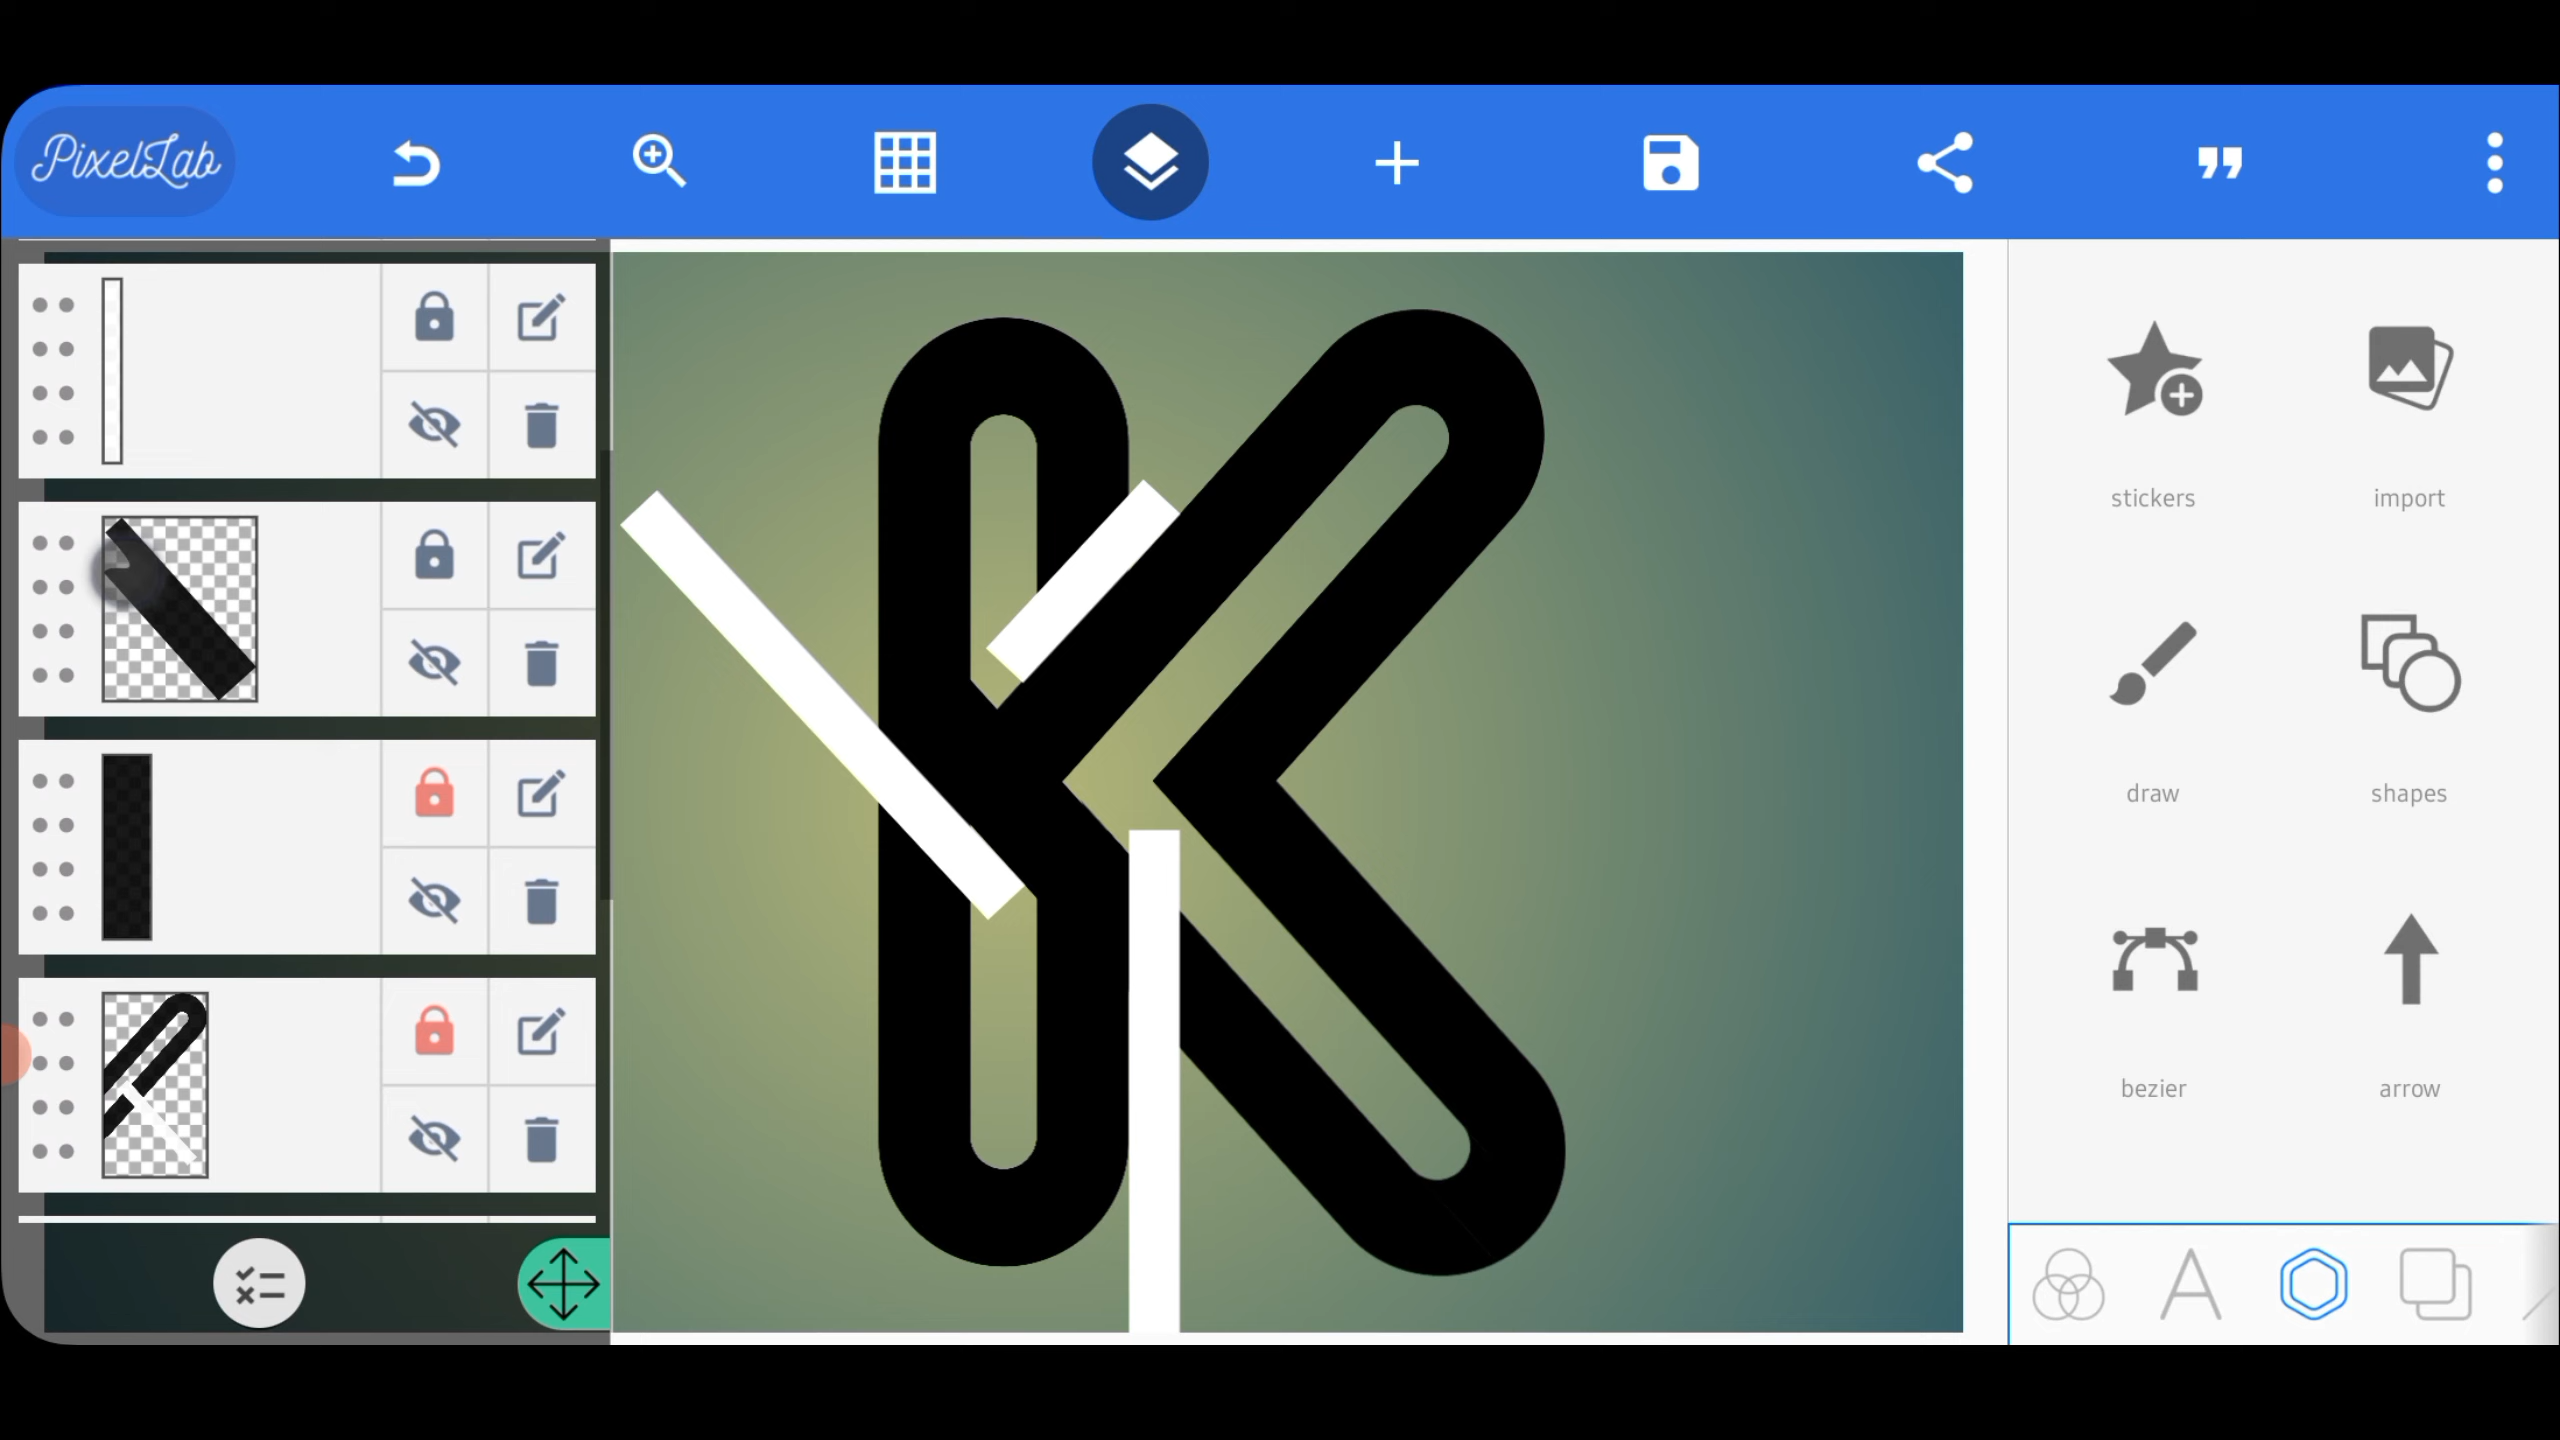 PixelLab
stickers
import
draw
shapes
bezier
arrow
K